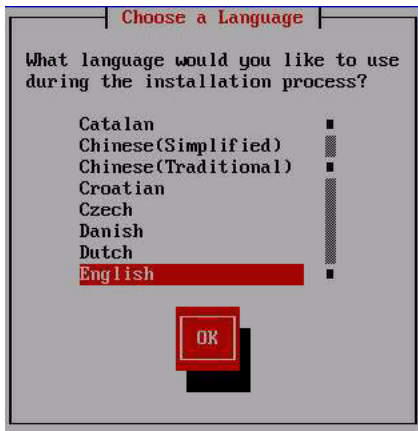 Choose a Language
What language would you like to use
during the installation process?
Catalan
Chinese(Simplified)
Chinese(Traditional)
Croatian
Czech
Danish
Dutch
English
OK